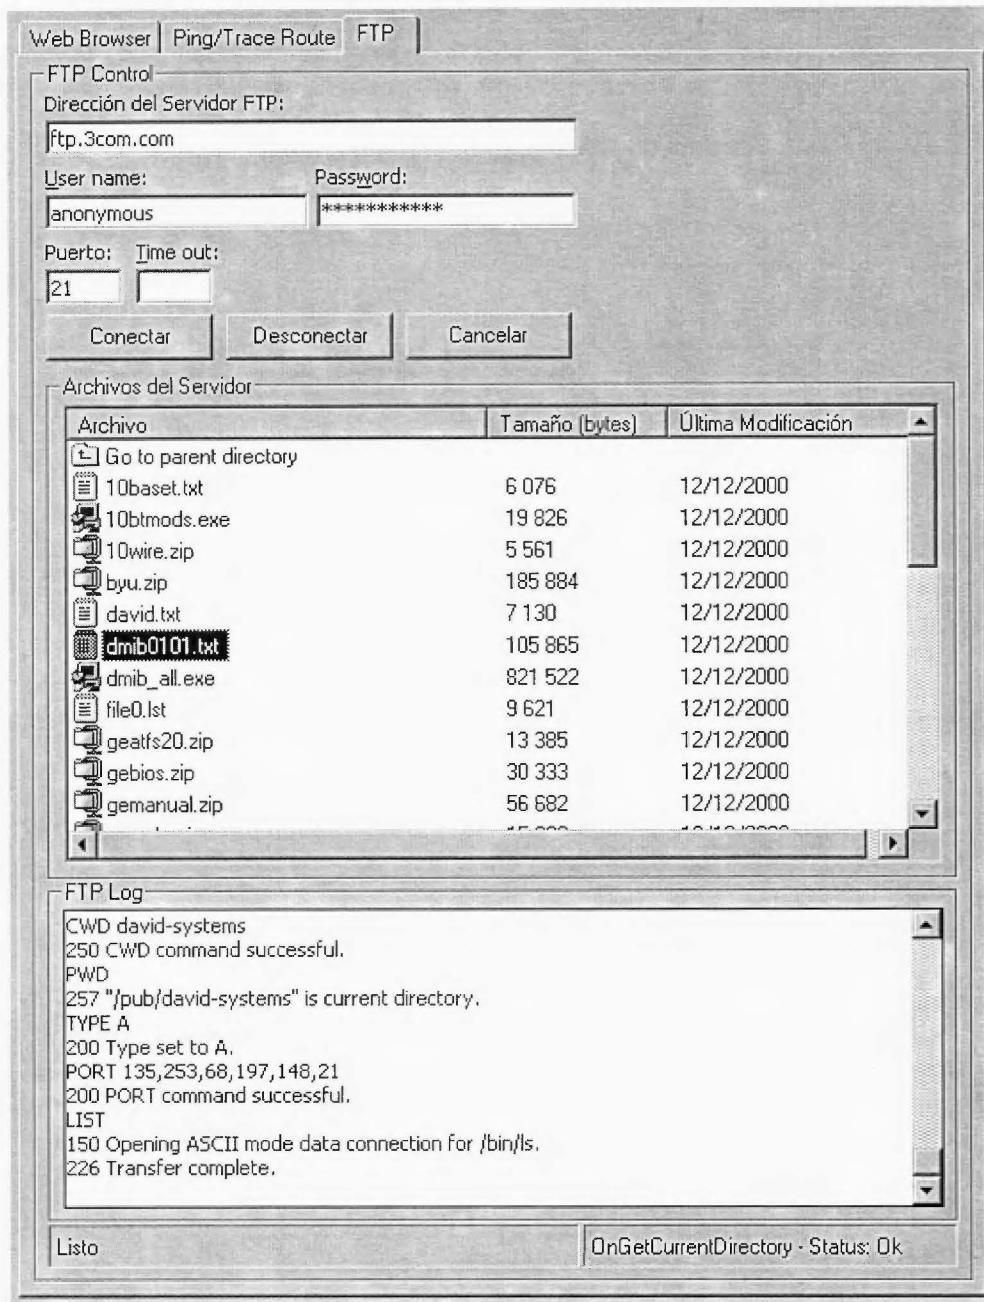 Web Browser Ping/Trace Route FTP
FTP Control
Dirección del Servidor FTP:
ftp.3com.com
User name: Password:
anonymous ***********
Puerto: Time out:
21
Conectar Desconectar Cancelar
Archivos del Servidor
Archivo Tamaño (bytes) Última Modificación
Go to parent directory
10baset.txt 6 076 12/12/2000
10btmods.exe 19 826 12/12/2000
10wire.zip 5 561 12/12/2000
byu.zip 185 884 12/12/2000
david.txt 7 130 12/12/2000
dmib0101.txt 105 865 12/12/2000
dmib_all.exe 821 522 12/12/2000
file0.lst 9 621 12/12/2000
geatfs20.zip 13 385 12/12/2000
gebios.zip 30 333 12/12/2000
gemanual.zip 56 682 12/12/2000
FTP Log
CWD david-systems
250 CWD command successful.
PWD
257 "/pub/david-systems" is current directory.
TYPE A
200 Type set to A.
PORT 135,253,68,197,148,21
200 PORT command successful.
LIST
150 Opening ASCII mode data connection for /bin/ls.
226 Transfer complete.
Listo OnGetCurrentDirectory - Status: Ok